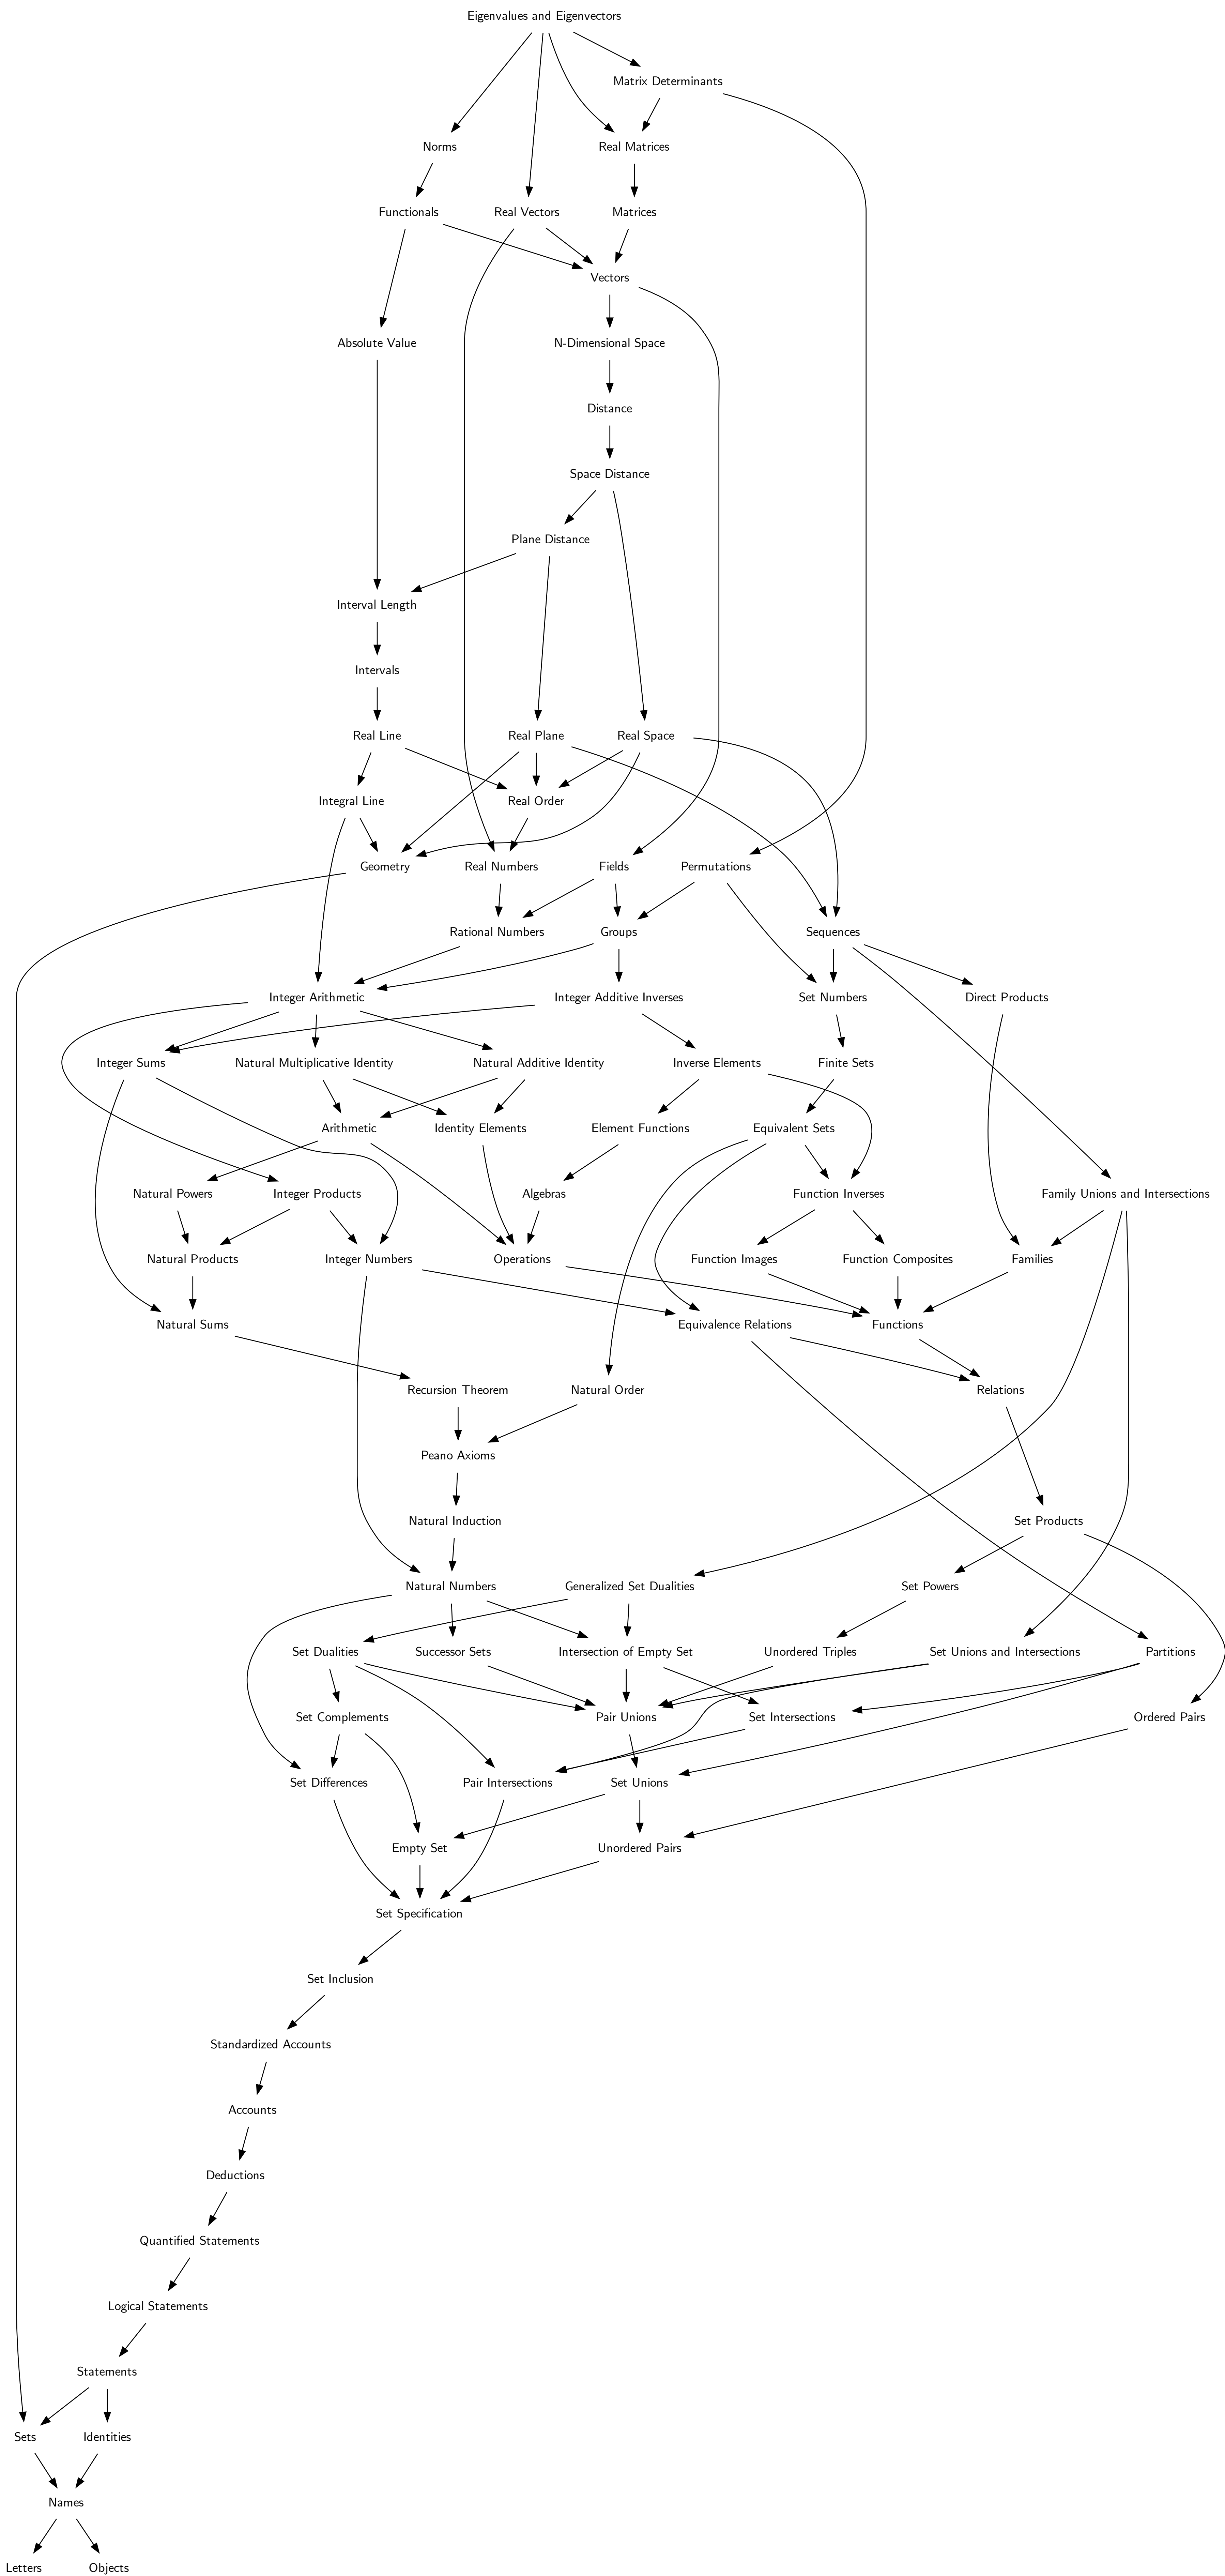 Eigenvalues and Eigenvectors
Matrix Determinants
Norms
Real Matrices
Functionals
Real Vectors
Matrices
Vectors
Absolute Value
N-Dimensional Space
Distance
Space Distance
Plane Distance
Interval Length
Intervals
Real Line
Real Plane
Real Space
Integral Line
Real Order
Geometry
Real Numbers
Fields
Permutations
Rational Numbers
Groups
Sequences
Integer Arithmetic
Integer Additive Inverses
Set Numbers
Direct Products
Integer Sums
Natural Multiplicative Identity
Natural Additive Identity
Inverse Elements
Finite Sets
Arithmetic
Identity Elements
Element Functions
Equivalent Sets
Natural Powers
Integer Products
Algebras
Function Inverses
Family Unions and Intersections
Natural Products
Integer Numbers
Operations
Function Images
Function Composites
Families
Natural Sums
Equivalence Relations
Functions
Recursion Theorem
Natural Order
Relations
Peano Axioms
Natural Induction
Set Products
Natural Numbers
Generalized Set Dualities
Set Powers
Set Dualities
Successor Sets
Intersection of Empty Set
Unordered Triples
Set Unions and Intersections
Partitions
Set Complements
Pair Unions
Set Intersections
Ordered Pairs
Set Differences
Pair Intersections
Set Unions
Empty Set
Unordered Pairs
Set Specification
Set Inclusion
Standardized Accounts
Accounts
Deductions
Quantified Statements
Logical Statements
Statements
Sets
Identities
Names
Letters
Objects